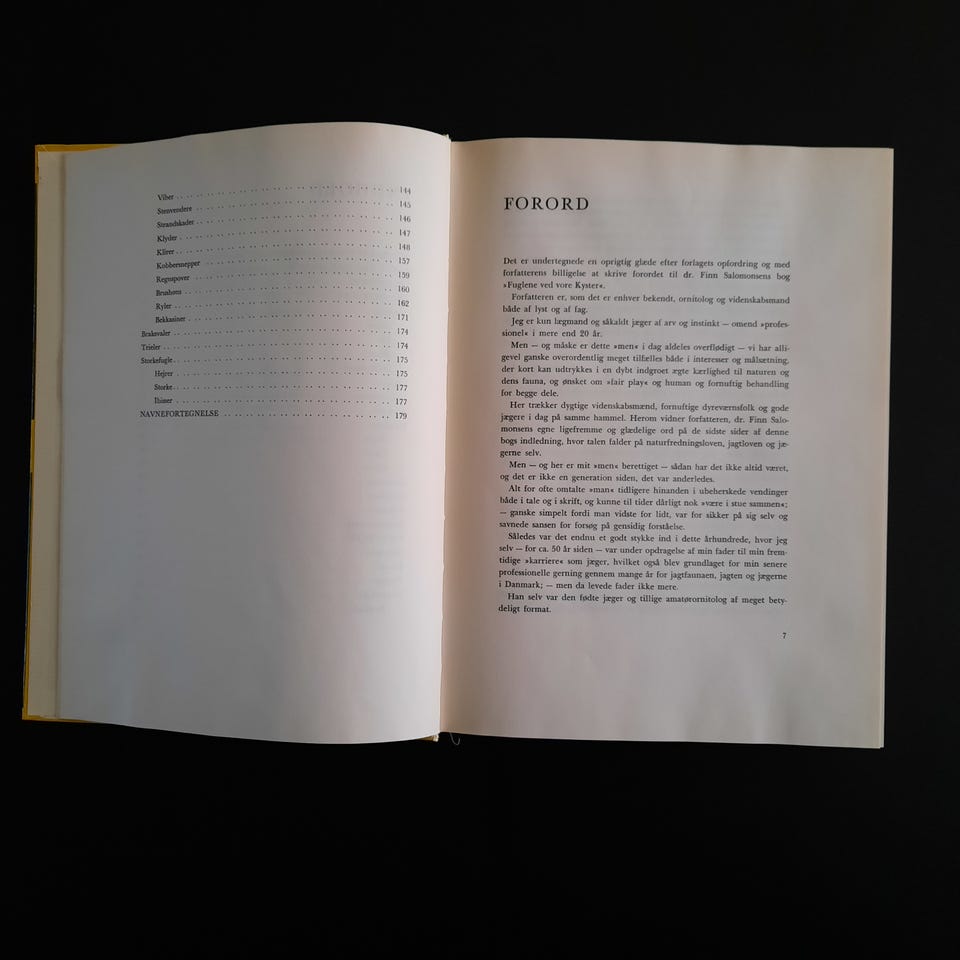 Viber 144
Stenvendere 145
Strandskader 146
Klyder 147
Klirer 148
Kobbersnepper 157
Regnspover 159
Brushøns 160
Ryler 162
Bekkasiner 171
Braksvaler 174
Trieler 174
Storkefugle 175
Hejrer 175
Storke 177
Ibiser 177
NAVNEFORTEGNELSE 179
FORORD
Det er undertegnede en oprigtig glæde efter forlagets opfordring og med
forfatterens billigelse at skrive forordet til dr. Finn Salomonsens bog
»Fuglene ved vore Kyster«.
Forfatteren er, som det er enhver bekendt, ornitolog og videnskabsmand
både af lyst og af fag.
Jeg er kun lægmand og såkaldt jæger af arv og instinkt – omend »profes-
sionel« i mere end 20 år.
Men – og måske er dette »men« i dag aldeles overflødigt – vi har alli-
gevel ganske overordentlig meget tilfælles både i interesser og målsætning,
der kort kan udtrykkes i en dybt indgroet ægte kærlighed til naturen og
dens fauna, og ønsket om »fair play« og human og fornuftig behandling
for begge dele.
Her trækker dygtige videnskabsmænd, fornuftige dyreværnsfolk og gode
jægere i dag på samme hammel. Herom vidner forfatteren, dr. Finn Salo-
monsens egne ligefremme og glædelige ord på de sidste sider af denne
bogs indledning, hvor talen falder på naturfredningsloven, jagtloven og jæ-
gerne selv.
Men – og her er mit »men« berettiget – sådan har det ikke altid været,
og det er ikke en generation siden, det var anderledes.
Alt for ofte omtalte »man« tidligere hinanden i ubeherskede vendinger
både i tale og i skrift, og kunne til tider dårligt nok »være i stue sammen«;
– ganske simpelt fordi man vidste for lidt, var for sikker på sig selv og
savnede sansen for forsøg på gensidig forståelse.
Således var det endnu et godt stykke ind i dette århundrede, hvor jeg
selv – for ca. 50 år siden – var under opdragelse af min fader til min frem-
tidige »karriere« som jæger, hvilket også blev grundlaget for min senere
professionelle gerning gennem mange år for jagtfaunaen, jagten og jægerne
i Danmark; – men da levede fader ikke mere.
Han selv var den fødte jæger og tillige amatørornitolog af meget bety-
deligt format.
7